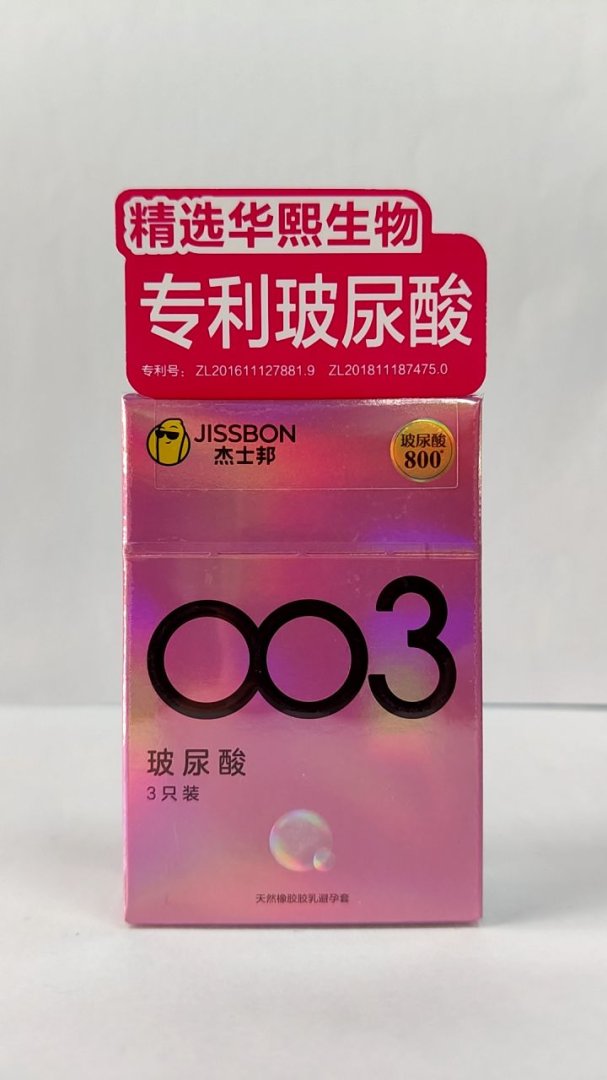 精选华熙生物
专利玻尿酸
专利号： ZL201611127881.9 ZL201811187475.0
JISSBON
杰士邦
玻尿酸
800°
003
玻尿酸
3只装
天然橡胶胶乳避孕套